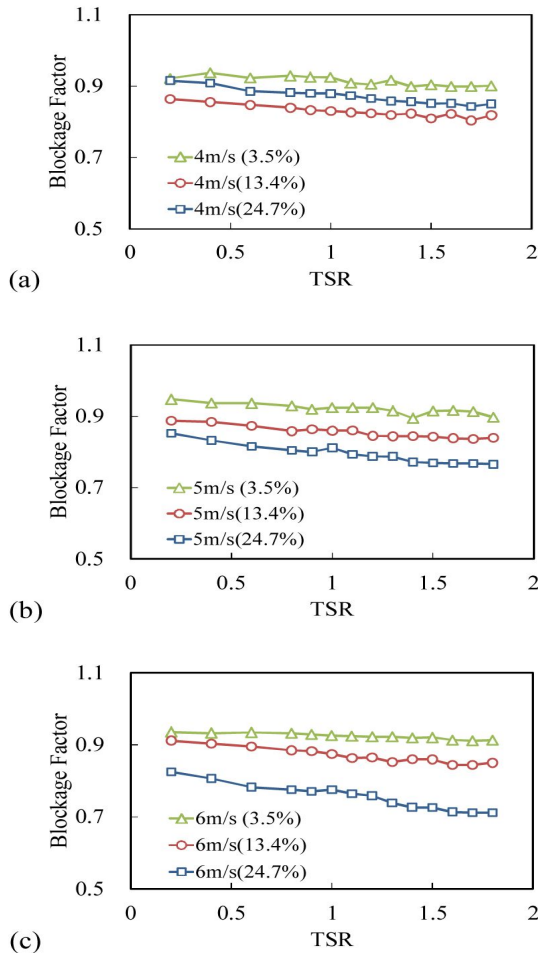 1.1
0.9
0.7
0.5
Blockage Factor
4m/s (3.5%)
4m/s(13.4%)
4m/s(24.7%)
0 0.5 1 1.5 2
TSR
(a)
1.1
0.9
0.7
0.5
Blockage Factor
5m/s (3.5%)
5m/s(13.4%)
5m/s(24.7%)
0 0.5 1 1.5 2
TSR
(b)
1.1
0.9
0.7
0.5
Blockage Factor
6m/s (3.5%)
6m/s(13.4%)
6m/s(24.7%)
0 0.5 1 1.5 2
TSR
(c)